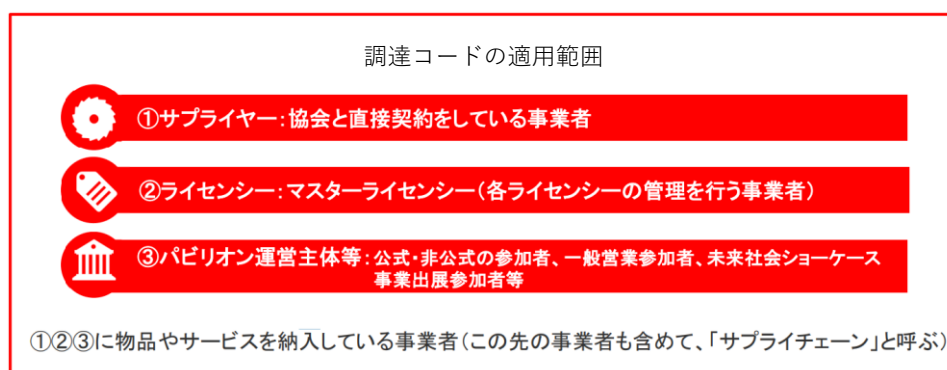 調達コードの適用範囲
①サプライヤー：協会と直接契約をしている事業者
②ライセンシー：マスターライセンシー（各ライセンシーの管理を行う事業者）
③パビリオン運営主体等：公式・非公式の参加者、一般営業参加者、未来社会ショーケース
事業出展参加者等
①②③に物品やサービスを納入している事業者（この先の事業者も含めて、「サプライチェーン」と呼ぶ）